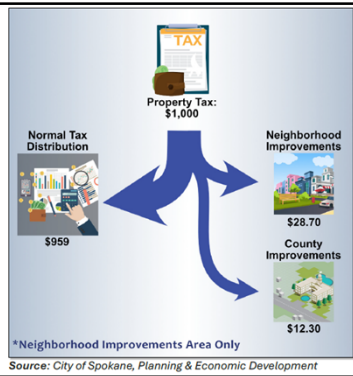 TAX
Property Tax:
$1,000
Normal Tax
Distribution
$959
Neighborhood
Improvements
$28.70
County
Improvements
$12.30
*Neighborhood Improvements Area Only
Source: City of Spokane, Planning & Economic Development